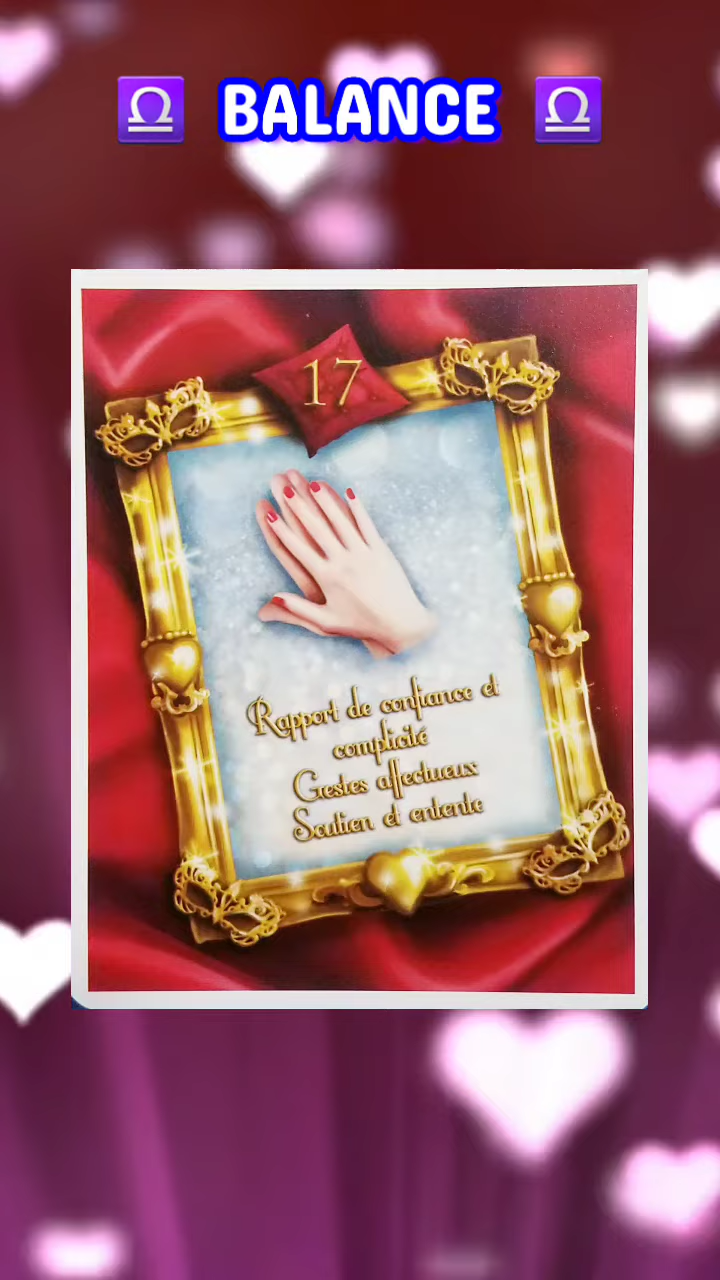 ♎ BALANCE ♎
17
Rapport de confiance et
complicité
Gestes affectueux
Soutien et entente